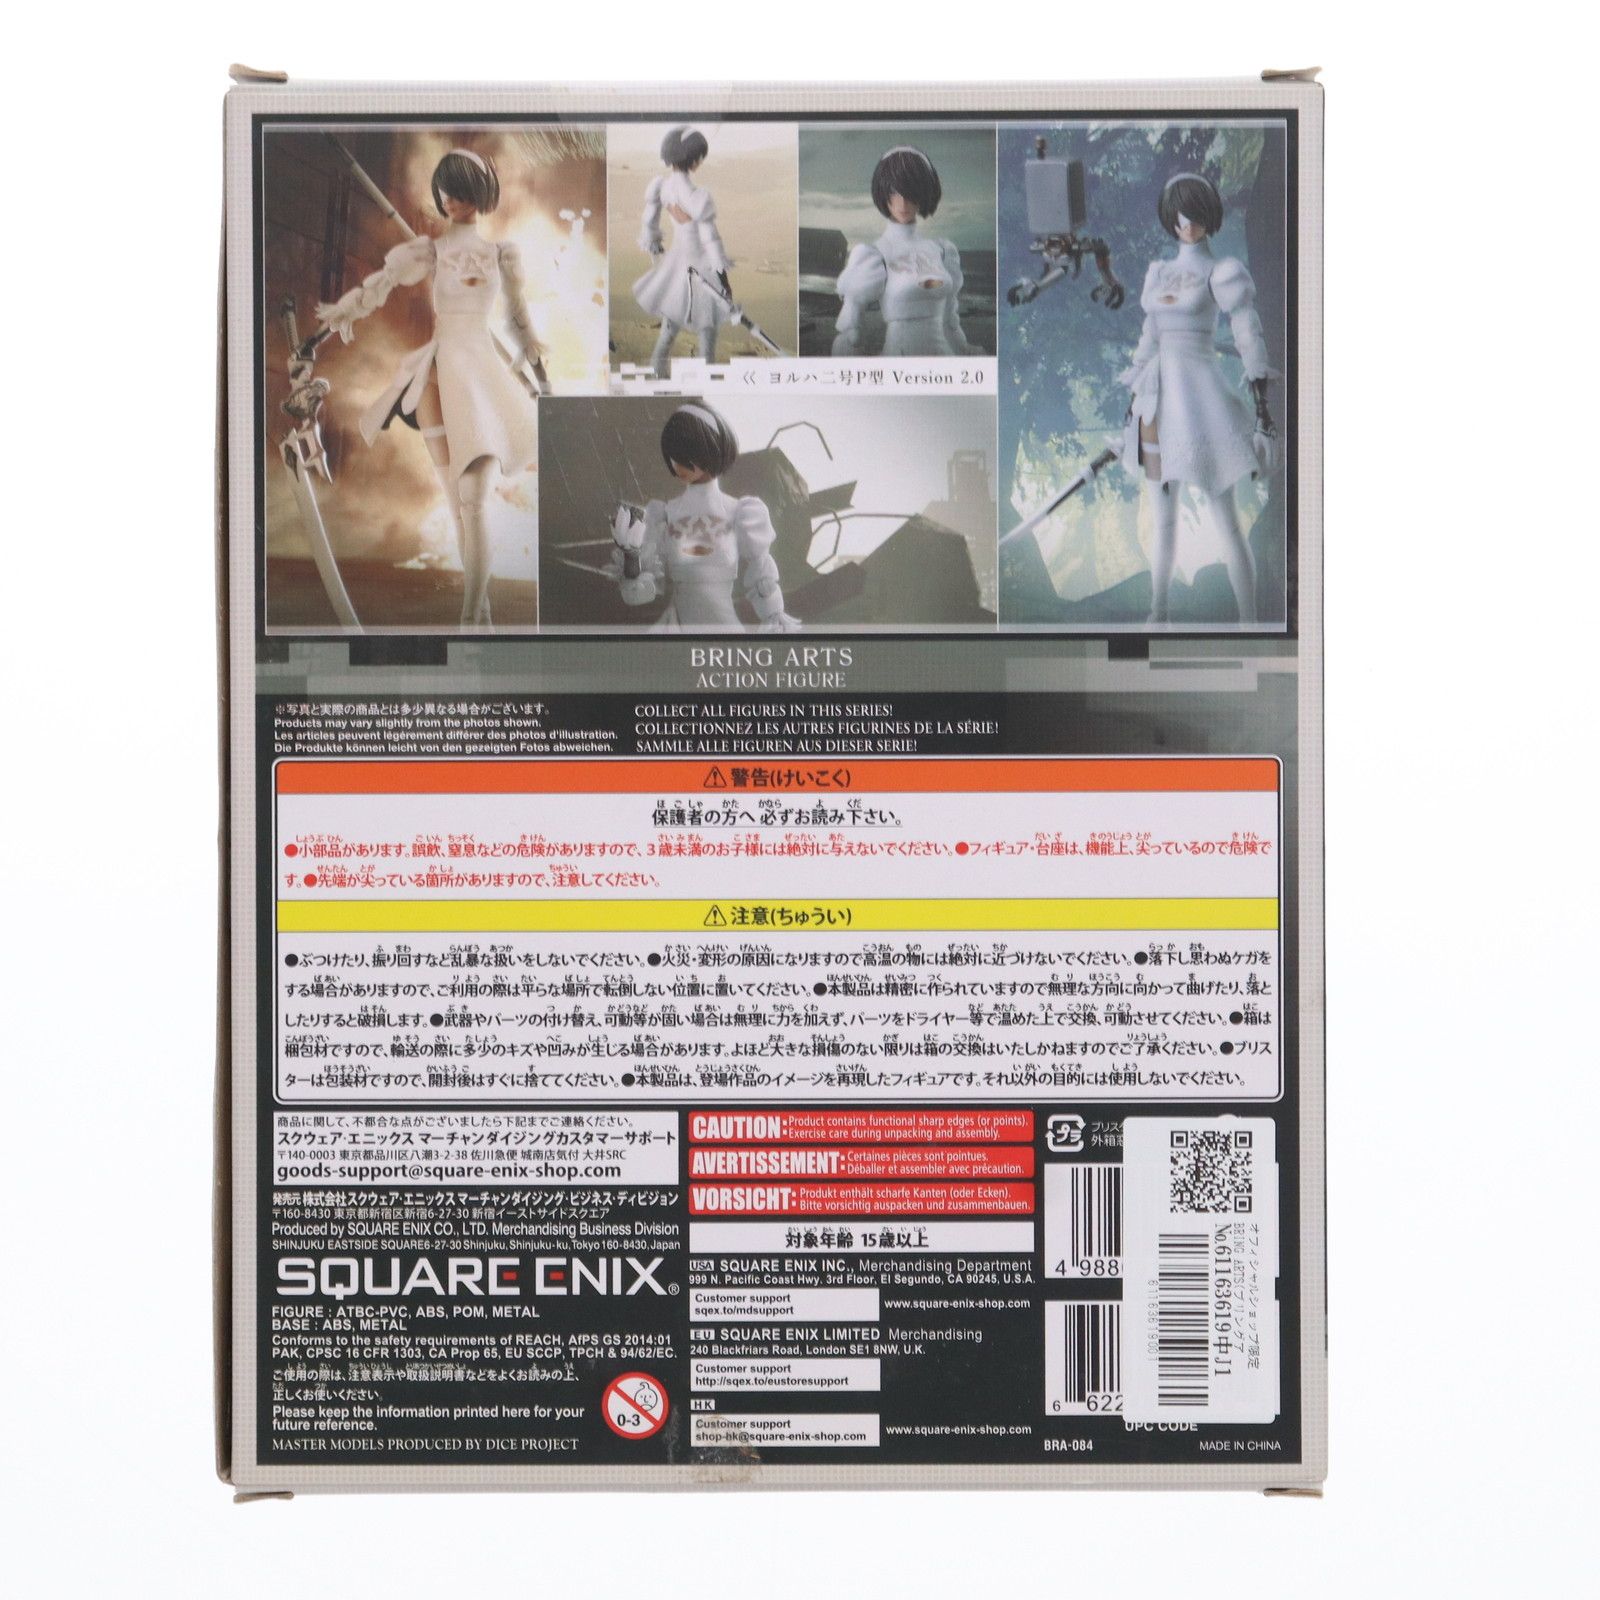 ≪ ヨルハ二号P型 Version 2.0
BRING ARTS
ACTION FIGURE
※写真と実際の商品とは多少異なる場合がございます。
Products may vary slightly from the photos shown.
Les articles peuvent légèrement différer des photos d'illustration.
Die Produkte können leicht von den gezeigten Fotos abweichen.
COLLECT ALL FIGURES IN THIS SERIES!
COLLECTIONNEZ LES AUTRES FIGURINES DE LA SÉRIE!
SAMMLE ALLE FIGUREN AUS DIESER SERIE!
⚠警告(けいこく)
保護者の方へ 必ずお読み下さい。
●小部品があります。誤飲、窒息などの危険がありますので、3歳未満のお子様には絶対に与えないでください。●フィギュア・台座は、機能上、尖っているので危険で
す。●先端が尖っている箇所がありますので、注意してください。
⚠注意(ちゅうい)
●ぶつけたり、振り回すなど乱暴な扱いをしないでください。●火災・変形の原因になりますので高温の物には絶対に近づけないでください。●落下し思わぬケガを
する場合がありますので、ご利用の際は平らな場所で転倒しない位置に置いてください。●本製品は精密に作られていますので無理な方向に向かって曲げたり、落と
したりすると破損します。●武器やパーツの付け替え、可動等が固い場合は無理に力を加えず、パーツをドライヤー等で温めた上で交換、可動させてください。●箱は
梱包材ですので、輸送の際に多少のキズや凹みが生じる場合があります。よほど大きな損傷のない限りは箱の交換はいたしかねますのでご了承ください。●ブリス
ターは包装材ですので、開封後はすぐに捨ててください。●本製品は、登場作品のイメージを再現したフィギュアです。それ以外の目的には使用しないでください。
商品に関して、不都合な点がございましたら下記までご連絡ください。
スクウェア・エニックス マーチャンダイジングカスタマーサポート
〒140-0003 東京都品川区八潮3-2-38 佐川急便 城南店気付 大井SRC
goods-support@square-enix-shop.com
発売元 株式会社スクウェア・エニックス マーチャンダイジング・ビジネス・ディビジョン
〒160-8430 東京都新宿区新宿6-27-30 新宿イーストサイドスクエア
Produced by SQUARE ENIX CO., LTD. Merchandising Business Division
SHINJUKU EASTSIDE SQUARE6-27-30 Shinjuku, Shinjuku-ku, Tokyo 160-8430, Japan
SQUARE ENIX®
FIGURE : ATBC-PVC, ABS, POM, METAL
BASE : ABS, METAL
Conforms to the safety requirements of REACH, AfPS GS 2014:01
PAK, CPSC 16 CFR 1303, CA Prop 65, EU SCCP, TPCH & 94/62/EC.
ご使用の際は、注意表示や取扱説明書などをよくお読みの上、
正しくお使いください。
Please keep the information printed here for your
future reference.
MASTER MODELS PRODUCED BY DICE PROJECT
0-3
CAUTION: Product contains functional sharp edges (or points).
Exercise care during unpacking and assembly.
AVERTISSEMENT: Certaines pièces sont pointues.
Déballer et assembler avec précaution.
VORSICHT: Produkt enthält scharfe Kanten (oder Ecken).
Bitte vorsichtig auspacken und zusammenbauen.
対象年齢 15歳以上
USA SQUARE ENIX INC., Merchandising Department
999 N. Pacific Coast Hwy. 3rd Floor, El Segundo, CA 90245, U.S.A.
Customer support
sqex.to/mdsupport
www.square-enix-shop.com
EU SQUARE ENIX LIMITED Merchandising
240 Blackfriars Road, London SE1 8NW, U.K.
Customer support
http://sqex.to/eustoresupport
HK
Customer support
shop-hk@square-enix-shop.com
www.square-enix-shop.com
プラ
ブリス
外箱
4 988
6 622
UPC CODE
BRA-084
MADE IN CHINA
オフィシャルショップ限定
BRING ARTS(ブリングア
No.61163619中J1
611636190011